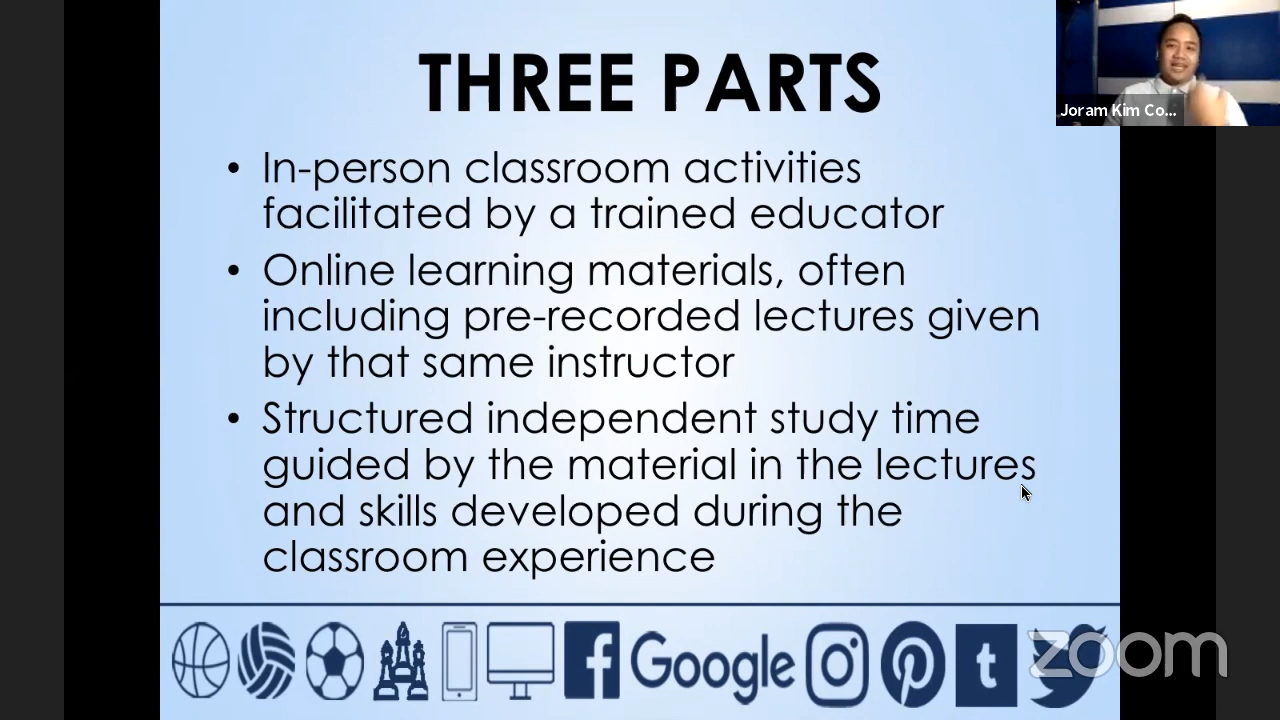 THREE PARTS
Joram Kim Co...
• In-person classroom activities
facilitated by a trained educator
• Online learning materials, often
including pre-recorded lectures given
by that same instructor
• Structured independent study time
guided by the material in the lectures
and skills developed during the
classroom experience
Google
zoom